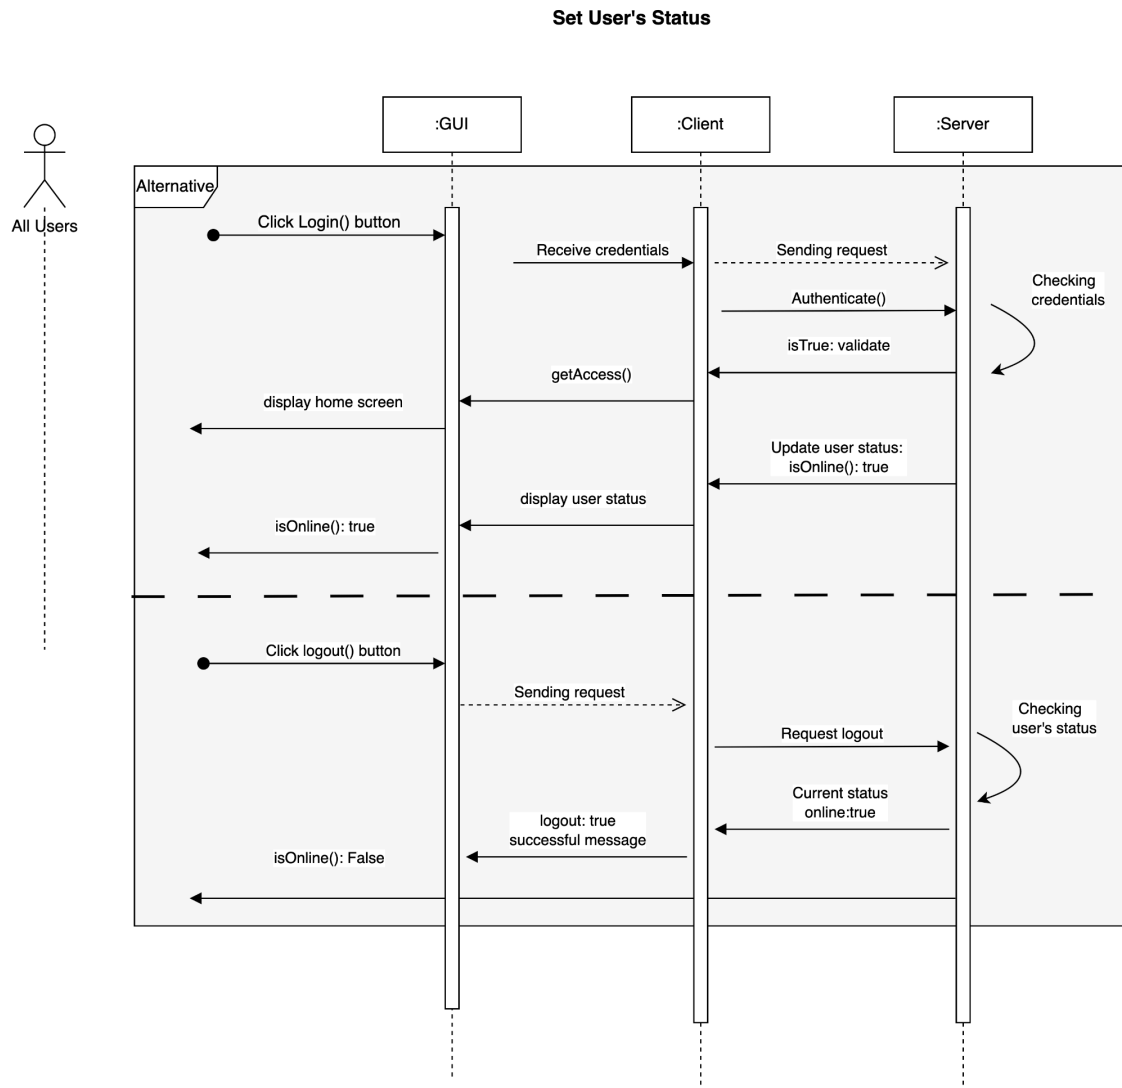 Set User's Status
:GUI
:Client
:Server
Alternative
All Users
Click Login() button
Receive credentials
Sending request
Checking
credentials
Authenticate()
isTrue: validate
getAccess()
display home screen
Update user status:
isOnline(): true
display user status
isOnline(): true
Click logout() button
Sending request
Checking
user's status
Request logout
Current status
online:true
logout: true
successful message
isOnline(): False